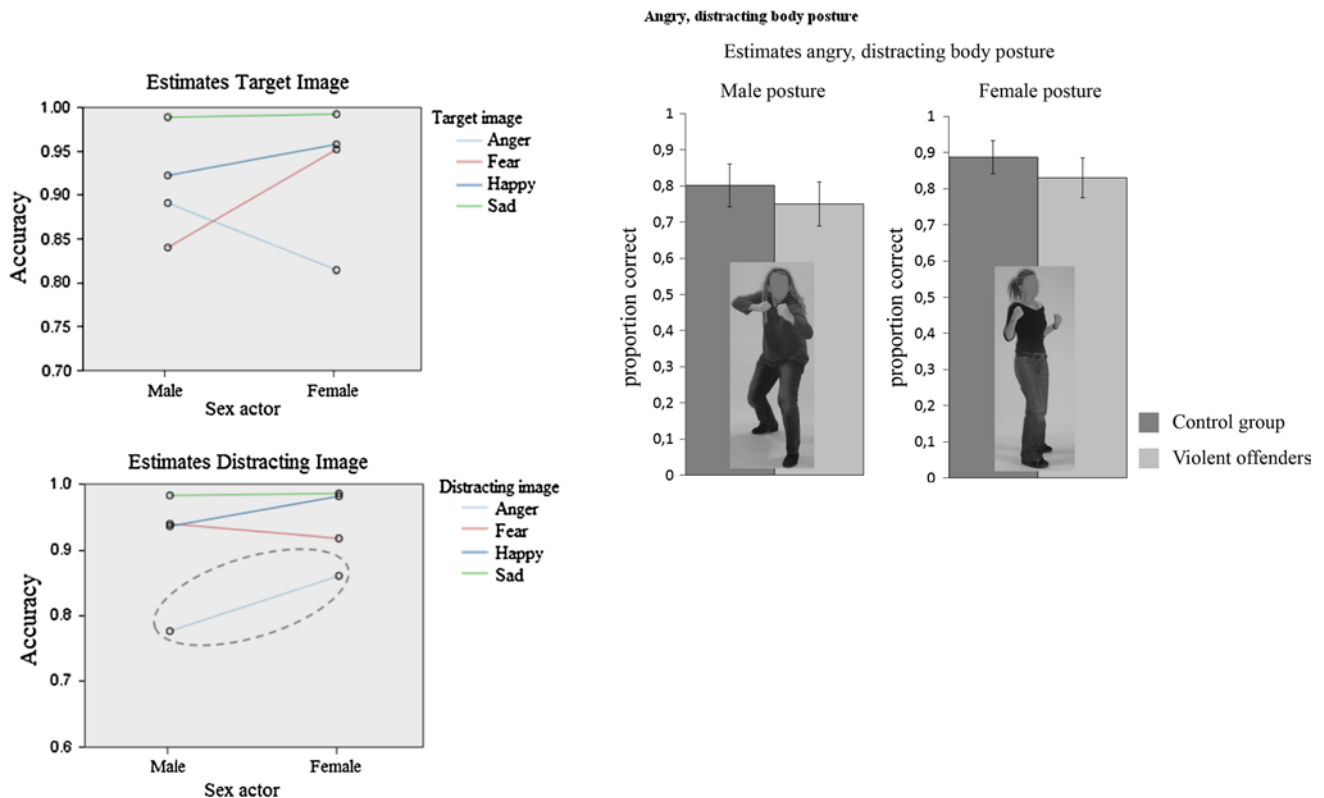 Estimates Target Image
1.00
0.95
0.90
0.85
0.80
0.75
0.70
Accuracy
Male
Female
Sex actor
Target image
Anger
Fear
Happy
Sad
Estimates Distracting Image
1.0
0.9
0.8
0.7
0.6
Accuracy
Male
Female
Sex actor
Distracting image
Anger
Fear
Happy
Sad
Angry, distracting body posture
Estimates angry, distracting body posture
Male posture
1
0,9
0,8
0,7
0,6
0,5
0,4
0,3
0,2
0,1
0
proportion correct
Female posture
1
0,9
0,8
0,7
0,6
0,5
0,4
0,3
0,2
0,1
0
proportion correct
Control group
Violent offenders